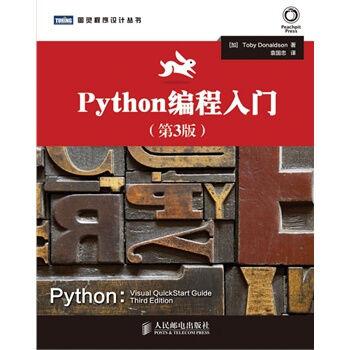 TURING 图灵程序设计丛书
Peachpit
Press
[加] Toby Donaldson 著
袁国忠 译
Python编程入门
（第3版）
Python: Visual QuickStart Guide
Third Edition
人民邮电出版社
POSTS & TELECOM PRESS